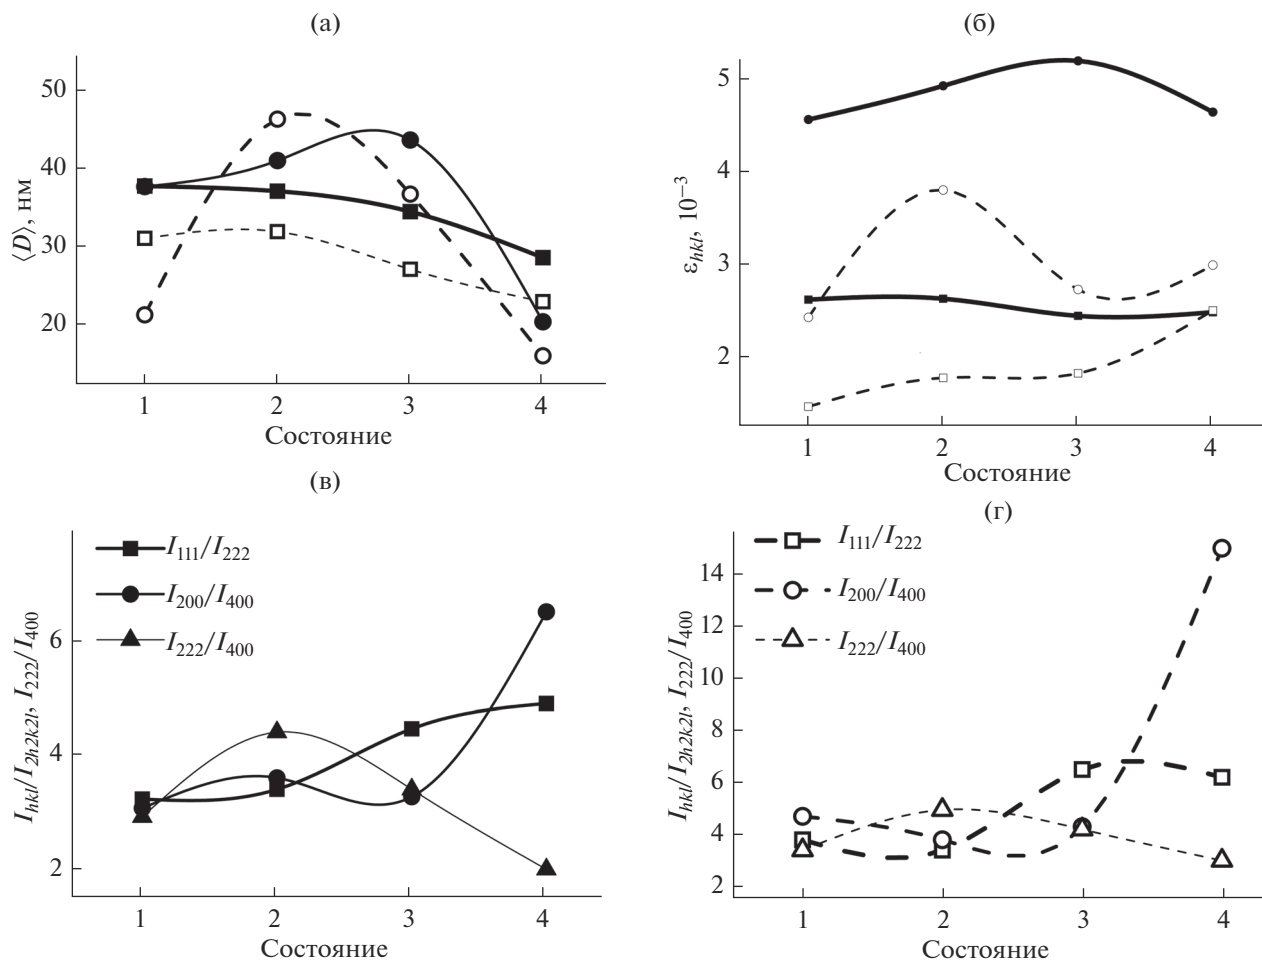 (а)
50
40
30
20
⟨D⟩, нм
1 2 3 4
Состояние
(б)
5
4
3
2
ε_hkl, 10⁻³
1 2 3 4
Состояние
(в)
I_111/I_222
I_200/I_400
I_222/I_400
6
4
2
I_hkl/I_2h2k2l, I_222/I_400
1 2 3 4
Состояние
(г)
I_111/I_222
I_200/I_400
I_222/I_400
14
12
10
8
6
4
2
I_hkl/I_2h2k2l, I_222/I_400
1 2 3 4
Состояние